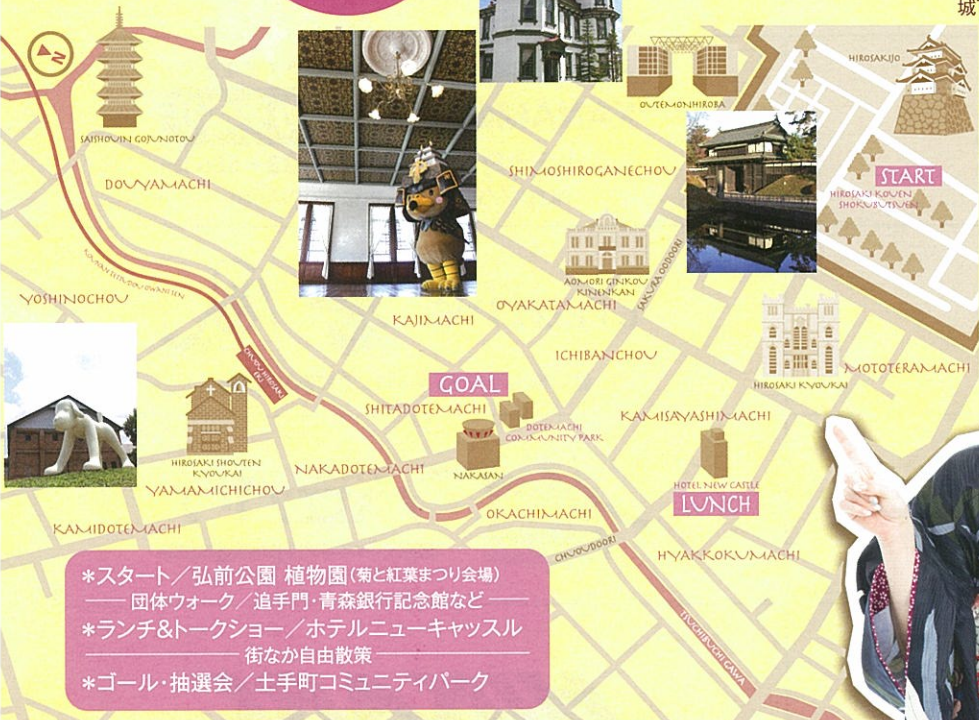 城
N
HIROSAKIJO
SAISHOUIN GOJUNOTOU
OUTEMONHIROBA
DOUYAMACHI
SHIMOSHIROGANECHOU
START
HIROSAKI KOUEN
SHOKUBUTSUEN
AOMORI GINKOU
KINENKAN
SAKURA OODOORI
YOSHINOCHOU
KAJIMACHI
OYAKATAMACHI
CHUOU HIROSAKI
EKI
ICHIBANCHOU
MOTOTERAMACHI
HIROSAKI KYOUKAI
GOAL
SHITADOTEMACHI
DOTEMACHI
COMMUNITY PARK
KAMISAYASHIMACHI
HIROSAKI SHOUTEN
KYOUKAI
NAKADOTEMACHI
NAKASAN
HOTEL NEW CASTLE
LUNCH
YAMAMICHICHOU
OKACHIMACHI
KAMIDOTEMACHI
CHUOUDOORI
HYAKKOKUMACHI
TSUCHIBUCHI GAWA
*スタート／弘前公園 植物園(菊と紅葉まつり会場)
団体ウォーク／追手門・青森銀行記念館など
*ランチ&トークショー／ホテルニューキャッスル
街なか自由散策
*ゴール・抽選会／土手町コミュニティパーク